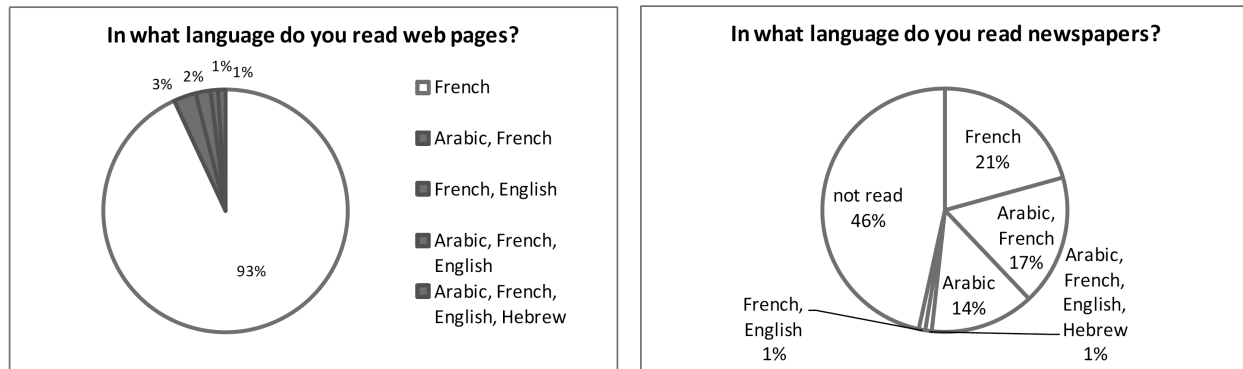 In what language do you read web pages?
3%
2%
1%
1%
93%
French
Arabic, French
French, English
Arabic, French,
English
Arabic, French,
English, Hebrew
In what language do you read newspapers?
French
21%
Arabic,
French
17%
Arabic,
French,
English,
Hebrew
1%
Arabic
14%
French,
English
1%
not read
46%